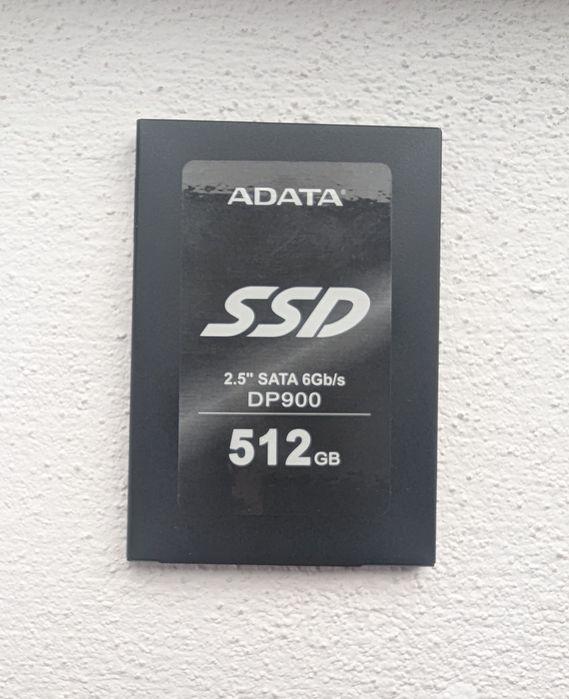 ADATA
SSD
2.5" SATA 6Gb/s
DP900
512GB